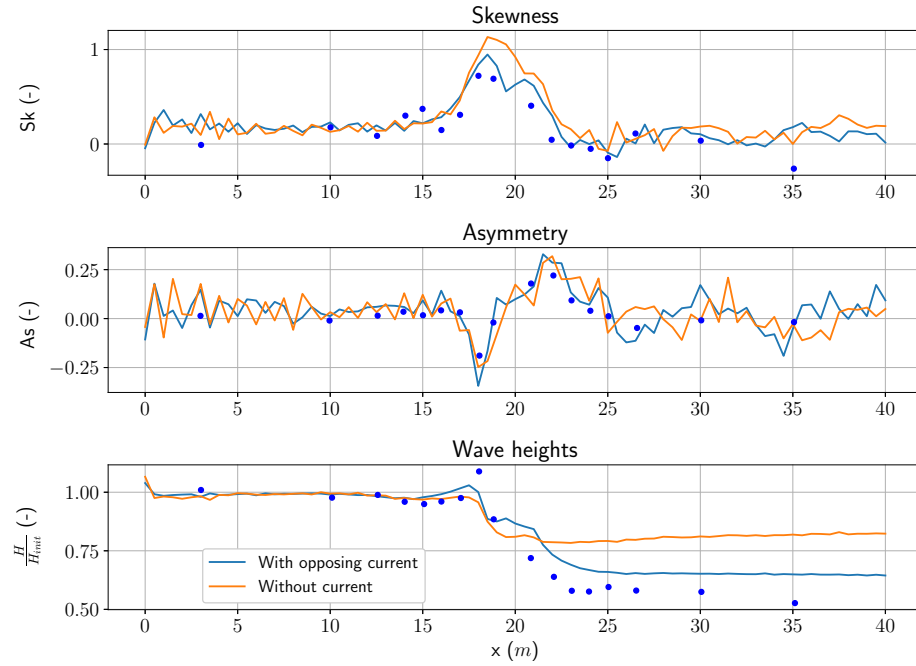 Skewness
Sk (-)
1
0
0 5 10 15 20 25 30 35 40
Asymmetry
As (-)
0.25
0.00
−0.25
0 5 10 15 20 25 30 35 40
Wave heights
H/H_{init} (-)
1.00
0.75
0.50
With opposing current
Without current
0 5 10 15 20 25 30 35 40
x (m)